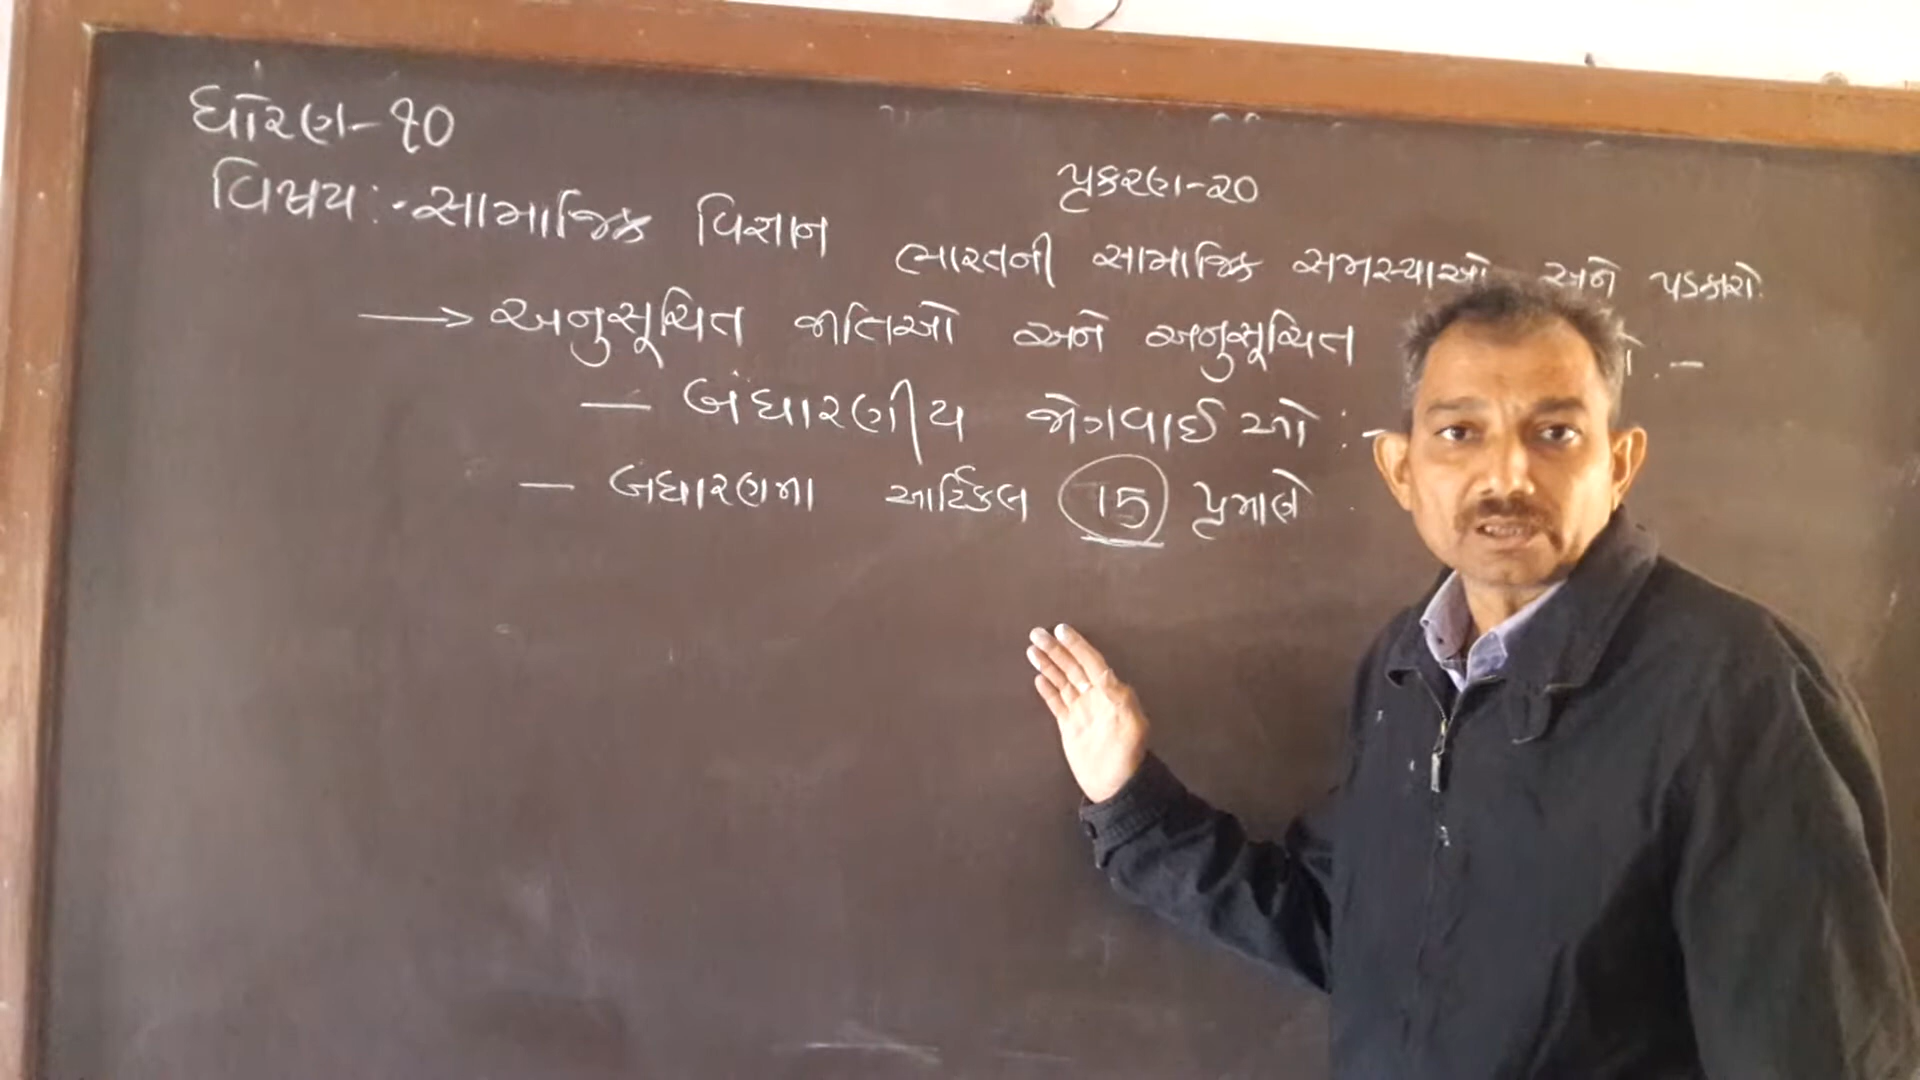 ધોરણ-૧૦
વિષય:- સામાજિક વિજ્ઞાન
પ્રકરણ-૨૦
ભારતની સામાજિક સમસ્યાઓ અને પડકારો
→ અનુસૂચિત જાતિઓ અને અનુસૂચિત
- બંધારણીય જોગવાઈઓ :-
- બંધારણમા આર્ટિકલ 15 પ્રમાણે